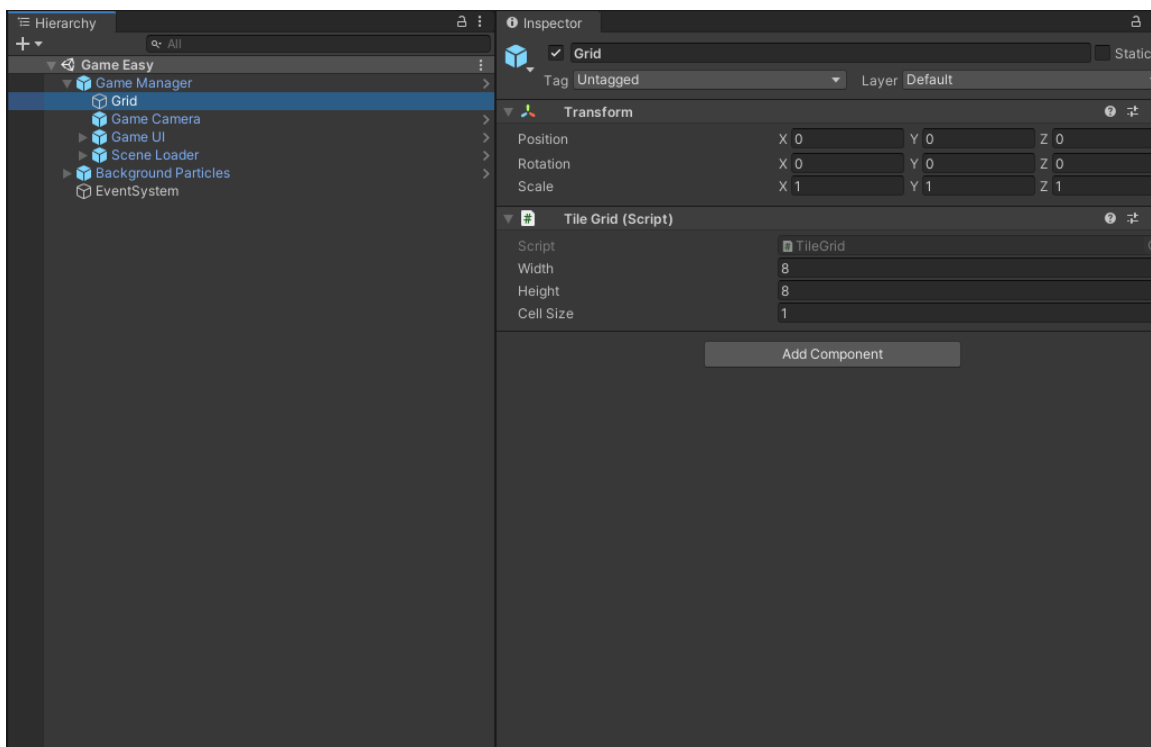 Hierarchy
All
Game Easy
Game Manager
Grid
Game Camera
Game UI
Scene Loader
Background Particles
EventSystem
Inspector
Grid
Static
Tag Untagged Layer Default
Transform
Position X 0 Y 0 Z 0
Rotation X 0 Y 0 Z 0
Scale X 1 Y 1 Z 1
# Tile Grid (Script)
Script # TileGrid
Width 8
Height 8
Cell Size 1
Add Component